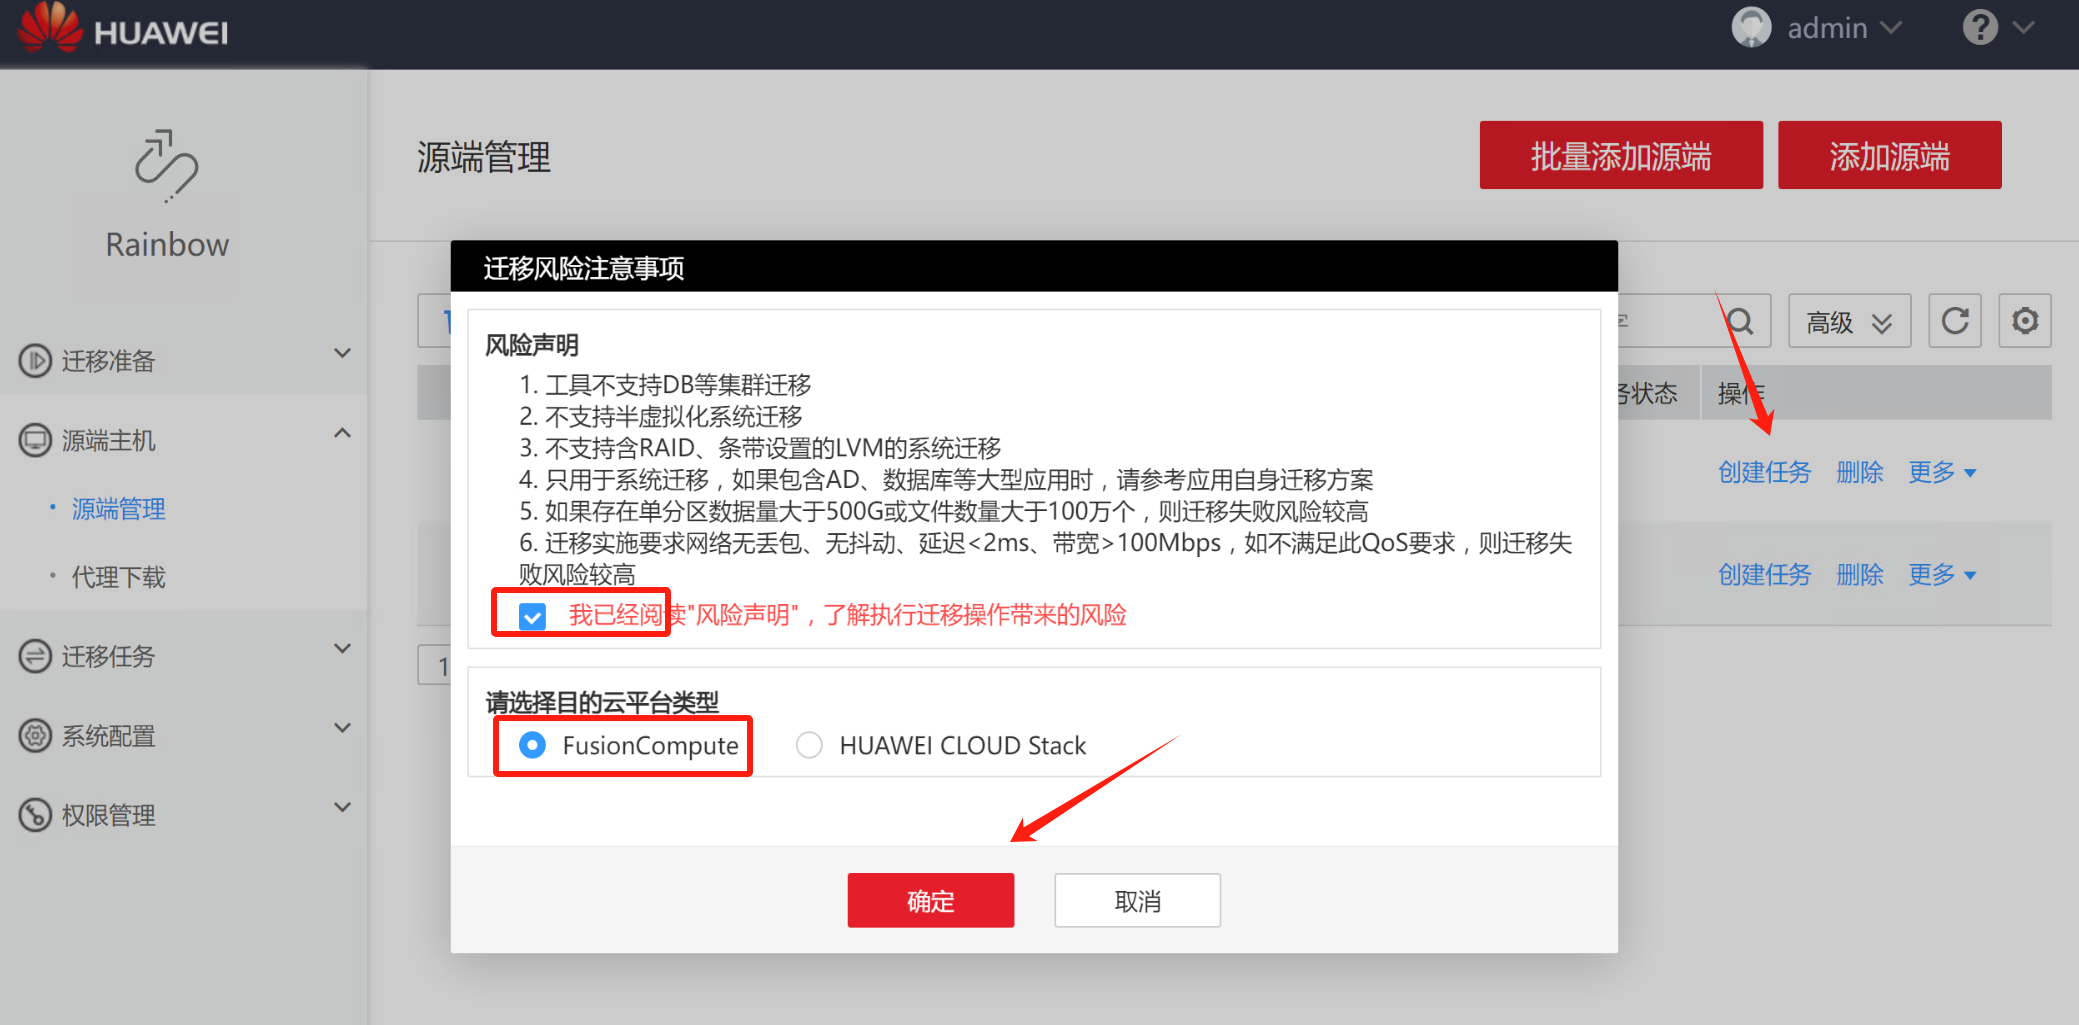 HUAWEI
admin
?
Rainbow
源端管理
批量添加源端
添加源端
高级
务状态
操作
创建任务 删除 更多
创建任务 删除 更多
1
迁移准备
源端主机
源端管理
代理下载
迁移任务
系统配置
权限管理
迁移风险注意事项
风险声明
1. 工具不支持DB等集群迁移
2. 不支持半虚拟化系统迁移
3. 不支持含RAID、条带设置的LVM的系统迁移
4. 只用于系统迁移，如果包含AD、数据库等大型应用时，请参考应用自身迁移方案
5. 如果存在单分区数据量大于500G或文件数量大于100万个，则迁移失败风险较高
6. 迁移实施要求网络无丢包、无抖动、延迟<2ms、带宽>100Mbps，如不满足此QoS要求，则迁移失
败风险较高
我已经阅读"风险声明"，了解执行迁移操作带来的风险
请选择目的云平台类型
FusionCompute
HUAWEI CLOUD Stack
确定
取消